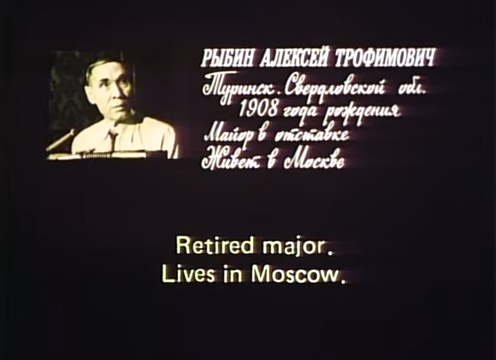 РЫБИН АЛЕКСЕЙ ТРОФИМОВИЧ
Туринск. Свердловской обл.
1908 года рождения
Майор в отставке
Живет в Москве
Retired major.
Lives in Moscow.